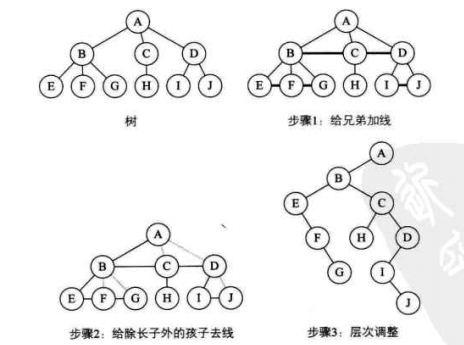 A A
B C D B C D
E F G H I J E F G H I J
树 步骤1：给兄弟加线
A
B
E C
A F H D
B C D G I
E F G H I J J
步骤2：给除长子外的孩子去线 步骤3：层次调整